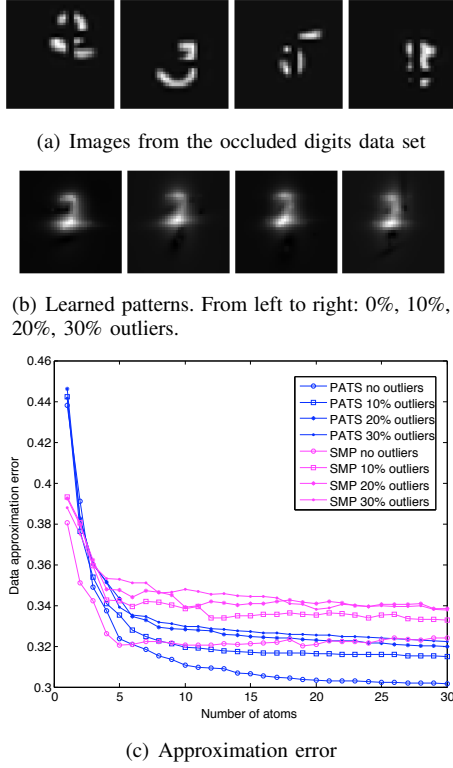 (a) Images from the occluded digits data set
(b) Learned patterns. From left to right: 0%, 10%,
20%, 30% outliers.
0.46
0.44
0.42
0.4
0.38
0.36
0.34
0.32
0.3
Data approximation error
PATS no outliers
PATS 10% outliers
PATS 20% outliers
PATS 30% outliers
SMP no outliers
SMP 10% outliers
SMP 20% outliers
SMP 30% outliers
0 5 10 15 20 25 30
Number of atoms
(c) Approximation error